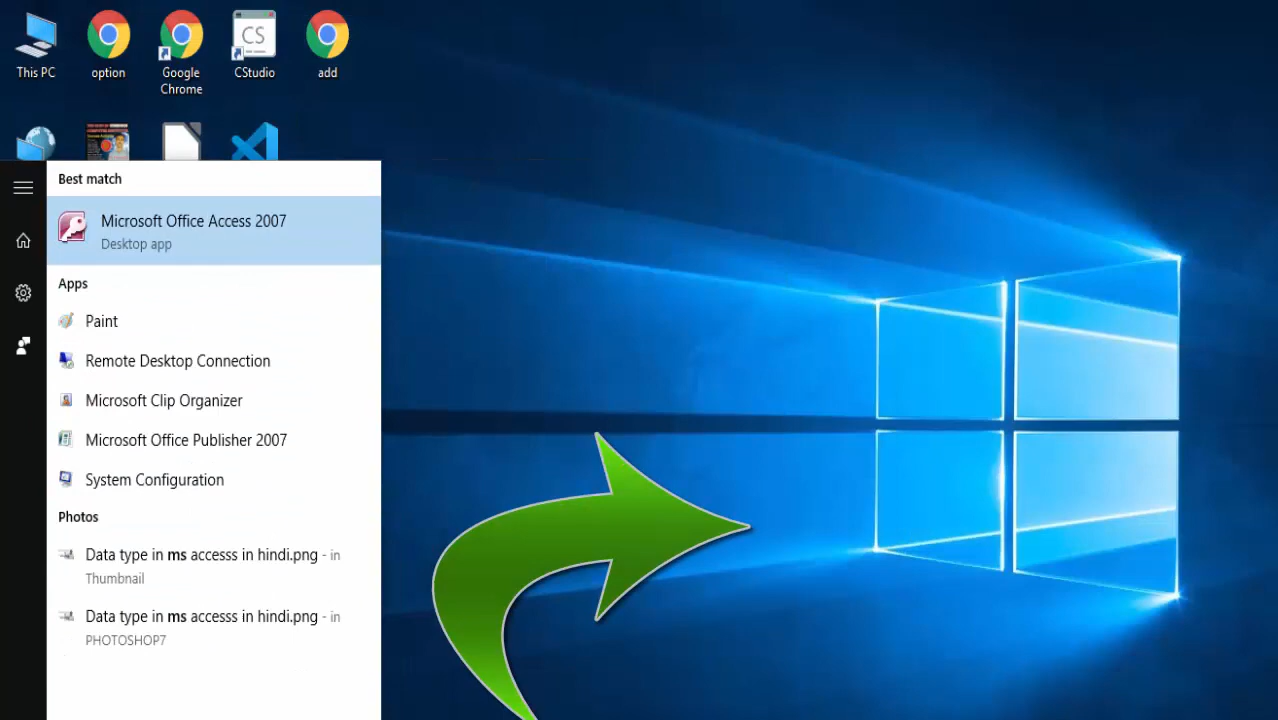 This PC
option
Google
Chrome
CS
CStudio
add
Best match
Microsoft Office Access 2007
Desktop app
Apps
Paint
Remote Desktop Connection
Microsoft Clip Organizer
Microsoft Office Publisher 2007
System Configuration
Photos
Data type in ms accesss in hindi.png - in
Thumbnail
Data type in ms accesss in hindi.png - in
PHOTOSHOP7